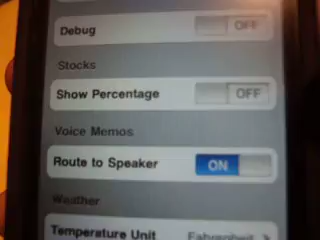 Debug OFF
Stocks
Show Percentage OFF
Voice Memos
Route to Speaker ON
Weather
Temperature Unit Fahrenheit